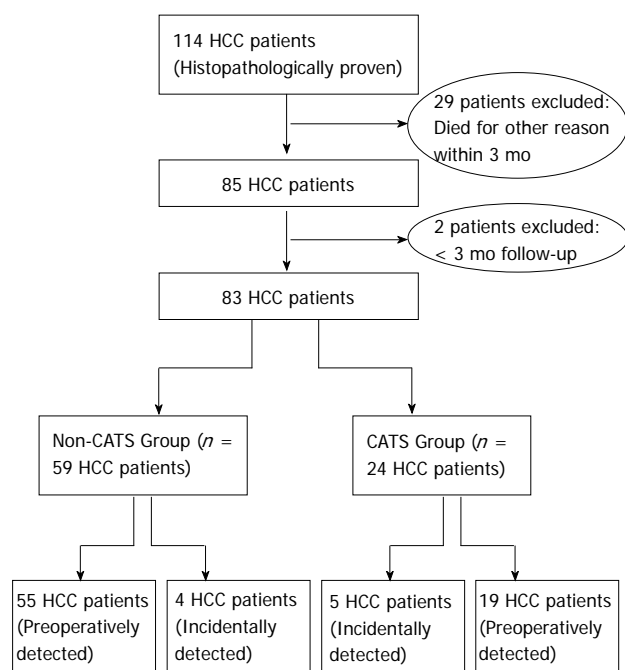 114 HCC patients
(Histopathologically proven)
29 patients excluded:
Died for other reason
within 3 mo
85 HCC patients
2 patients excluded:
< 3 mo follow-up
83 HCC patients
Non-CATS Group (n =
59 HCC patients)
CATS Group (n =
24 HCC patients)
55 HCC patients
(Preoperatively
detected)
4 HCC patients
(Incidentally
detected)
5 HCC patients
(Incidentally
detected)
19 HCC patients
(Preoperatively
detected)